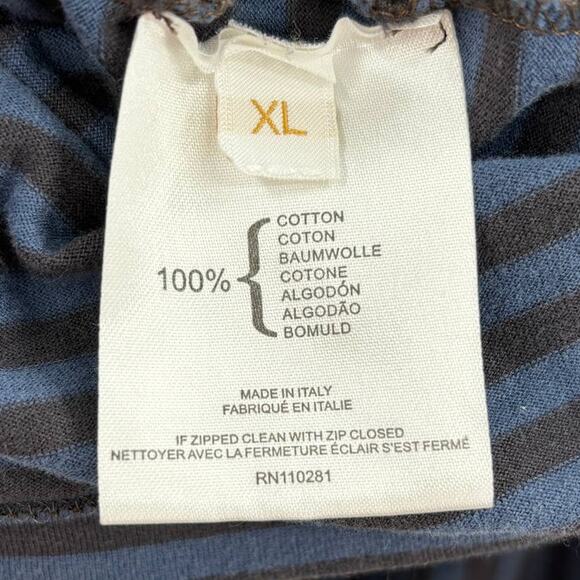 XL
100%
COTTON
COTON
BAUMWOLLE
COTONE
ALGODÓN
ALGODÃO
BOMULD
MADE IN ITALY
FABRIQUÉ EN ITALIE
IF ZIPPED CLEAN WITH ZIP CLOSED
NETTOYER AVEC LA FERMETURE ÉCLAIR S'EST FERMÉ
RN110281